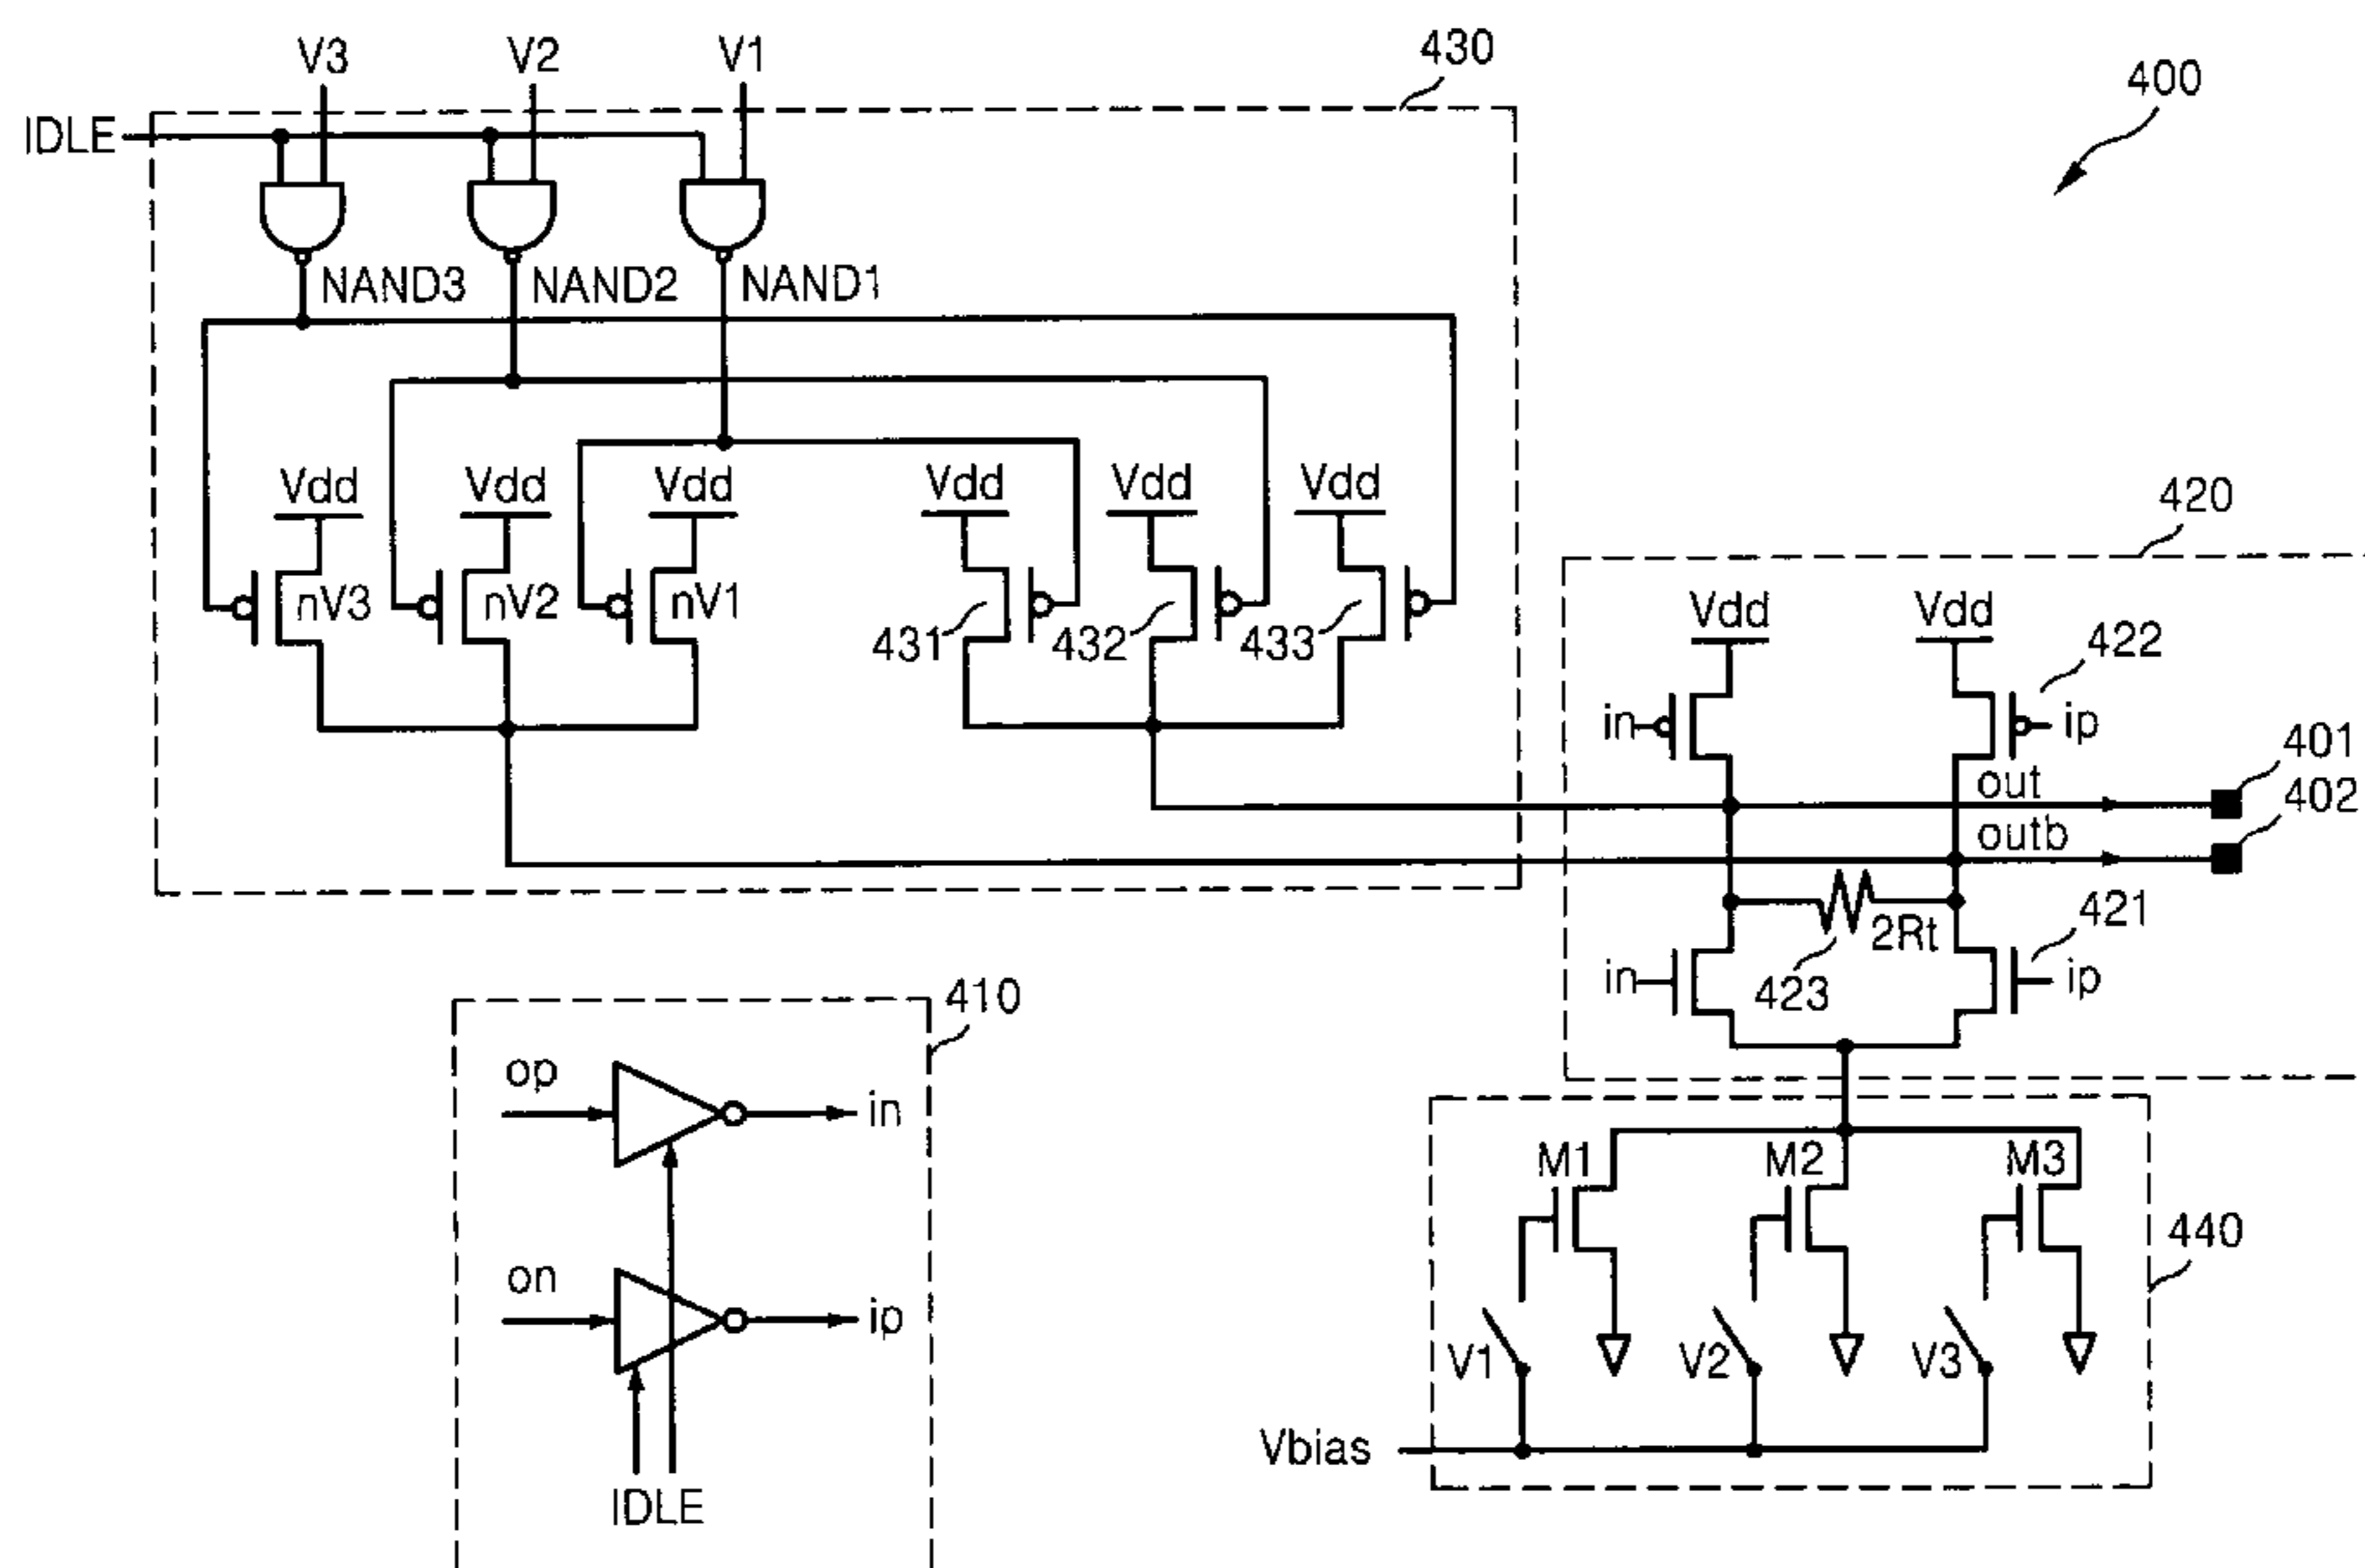 V3 V2 V1
430
400
IDLE
NAND3 NAND2 NAND1
Vdd Vdd Vdd Vdd Vdd Vdd
nV3 nV2 nV1
431 432 433
420
Vdd Vdd
422
in ip
401
out
402
outb
421
2Rt
in ip
423
410
op in
on ip
IDLE
M1 M2 M3
440
V1 V2 V3
Vbias